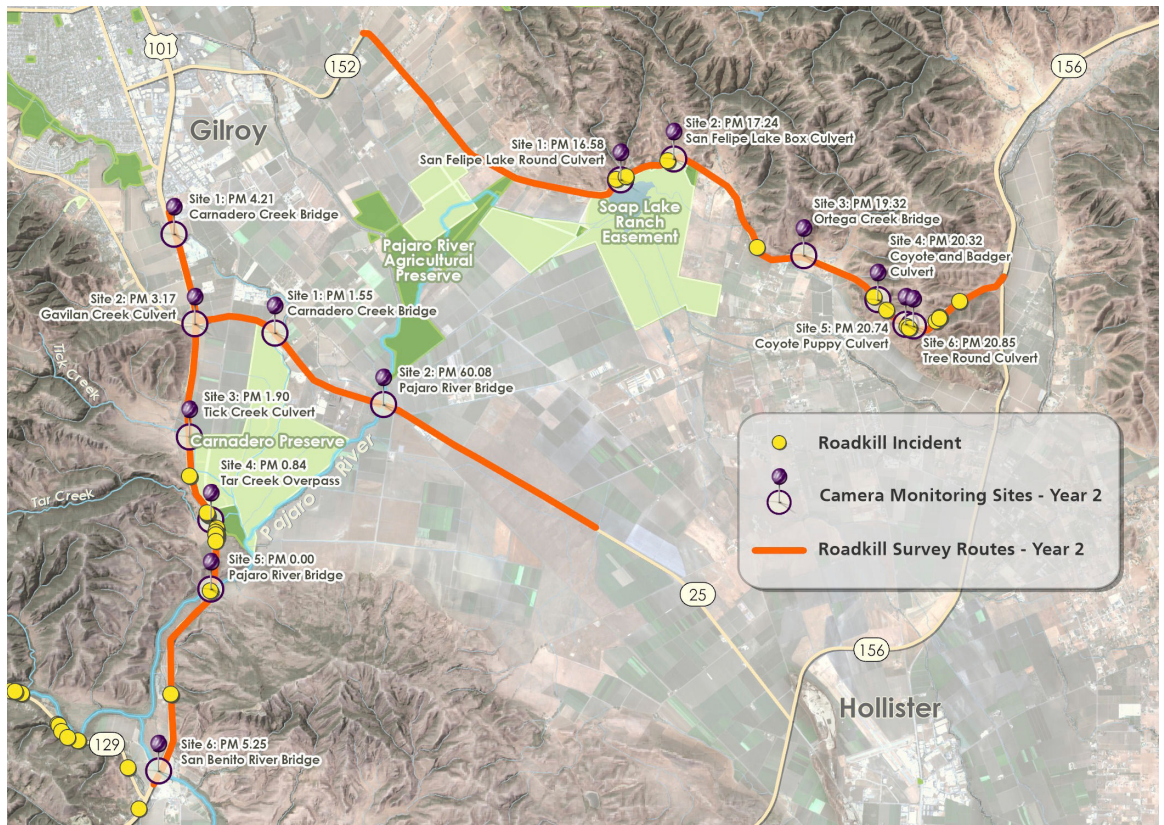 101
152
156
Gilroy
Site 1: PM 16.58
San Felipe Lake Round Culvert
Site 2: PM 17.24
San Felipe Lake Box Culvert
Site 1: PM 4.21
Carnadero Creek Bridge
Soap Lake
Ranch
Easement
Site 3: PM 19.32
Ortega Creek Bridge
Pajaro River
Agricultural
Preserve
Site 4: PM 20.32
Coyote and Badger
Culvert
Site 2: PM 3.17
Gavilan Creek Culvert
Site 1: PM 1.55
Carnadero Creek Bridge
Site 5: PM 20.74
Coyote Puppy Culvert
Site 6: PM 20.85
Tree Round Culvert
Tick Creek
Site 2: PM 60.08
Pajaro River Bridge
Site 3: PM 1.90
Tick Creek Culvert
Carnadero Preserve
Site 4: PM 0.84
Tar Creek Overpass
Tar Creek
Pajaro River
Roadkill Incident
Camera Monitoring Sites - Year 2
Roadkill Survey Routes - Year 2
Site 5: PM 0.00
Pajaro River Bridge
25
156
Hollister
129
Site 6: PM 5.25
San Benito River Bridge